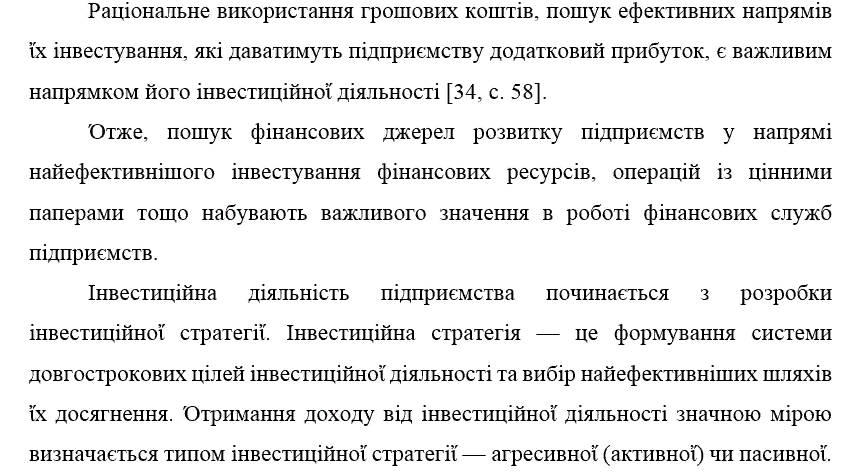 Раціональне використання грошових коштів, пошук ефективних напрямів
їх інвестування, які даватимуть підприємству додатковий прибуток, є важливим
напрямком його інвестиційної діяльності [34, с. 58].
Отже, пошук фінансових джерел розвитку підприємств у напрямі
найефективнішого інвестування фінансових ресурсів, операцій із цінними
паперами тощо набувають важливого значення в роботі фінансових служб
підприємств.
Інвестиційна діяльність підприємства починається з розробки
інвестиційної стратегії. Інвестиційна стратегія — це формування системи
довгострокових цілей інвестиційної діяльності та вибір найефективніших шляхів
їх досягнення. Отримання доходу від інвестиційної діяльності значною мірою
визначається типом інвестиційної стратегії — агресивної (активної) чи пасивної.